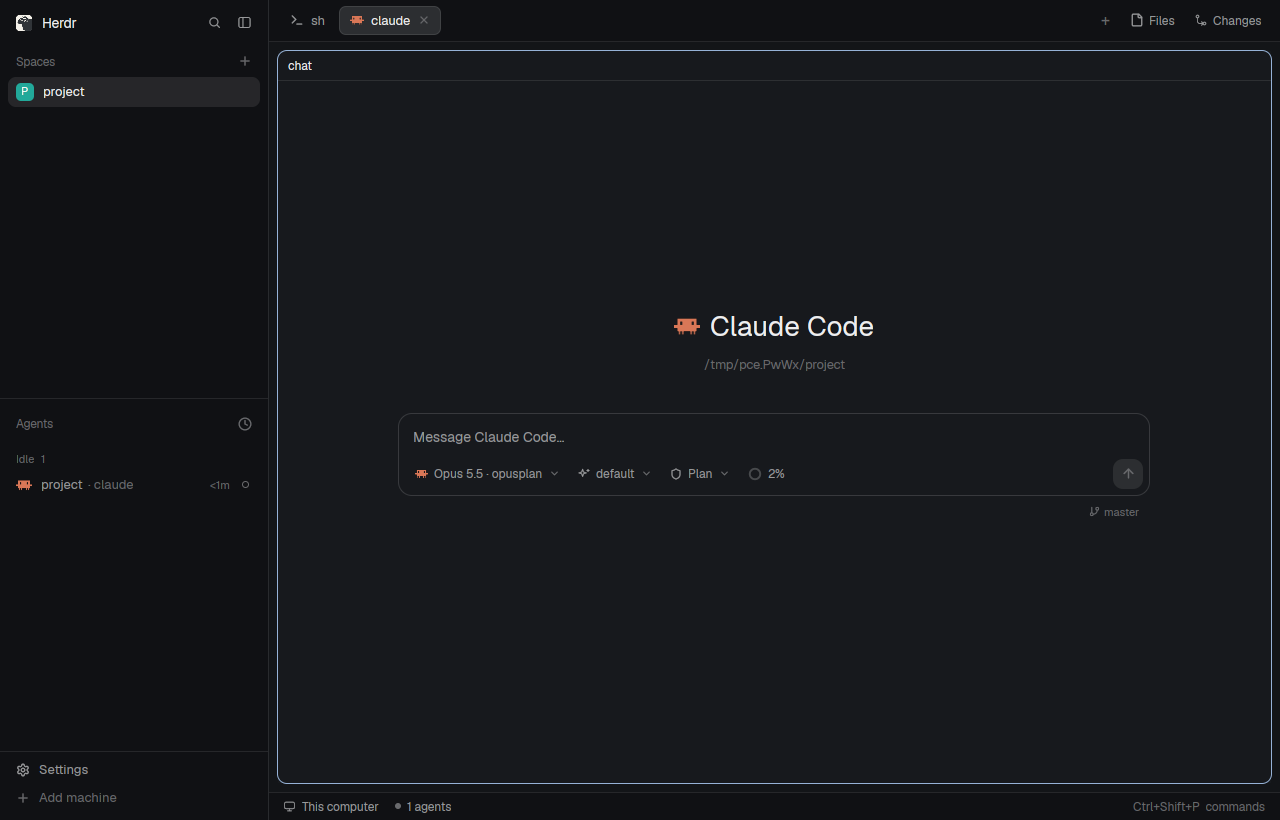 Herdr
Spaces
P project
sh
claude
Files
Changes
chat
Claude Code
/tmp/pce.PwWx/project
Message Claude Code...
Opus 5.5 · opusplan
default
Plan
2%
master
Agents
Idle 1
project · claude <1m
Settings
Add machine
This computer
1 agents
Ctrl+Shift+P commands